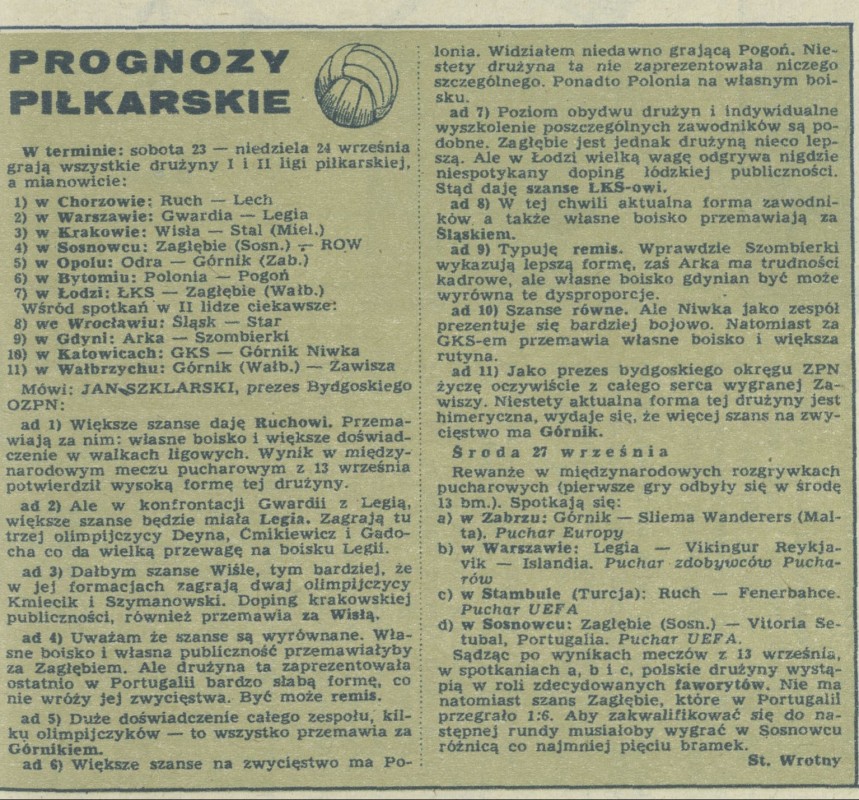 PROGNOZY
PIŁKARSKIE
W terminie: sobota 23 — niedziela 24 września
grają wszystkie drużyny I i II ligi piłkarskiej,
a mianowicie:
1) w Chorzowie: Ruch — Lech
2) w Warszawie: Gwardia — Legia
3) w Krakowie: Wisła — Stal (Miel.)
4) w Sosnowcu: Zagłębie (Sosn.) — ROW
5) w Opolu: Odra — Górnik (Zab.)
6) w Bytomiu: Polonia — Pogoń
7) w Łodzi: ŁKS — Zagłębie (Wałb.)
Wśród spotkań w II lidze ciekawsze:
8) we Wrocławiu: Śląsk — Star
9) w Gdyni: Arka — Szombierki
10) w Katowicach: GKS — Górnik Niwka
11) w Wałbrzychu: Górnik (Wałb.) — Zawisza
Mówi: JAN SZKLARSKI, prezes Bydgoskiego
OZPN:
ad 1) Większe szanse daję Ruchowi. Przema-
wiają za nim: własne boisko i większe doświad-
czenie w walkach ligowych. Wynik w między-
narodowym meczu pucharowym z 13 września
potwierdził wysoką formę tej drużyny.
ad 2) Ale w konfrontacji Gwardii z Legią,
większe szanse będzie miała Legia. Zagrają tu
trzej olimpijczycy Deyna, Ćmikiewicz i Gado-
cha co da wielką przewagę na boisku Legii.
ad 3) Dałbym szanse Wiśle, tym bardziej, że
w jej formacjach zagrają dwaj olimpijczycy
Kmiecik i Szymanowski. Doping krakowskiej
publiczności, również przemawia za Wisłą.
ad 4) Uważam że szanse są wyrównane. Wła-
sne boisko i własna publiczność przemawiałyby
za Zagłębiem. Ale drużyna ta zaprezentowała
ostatnio w Portugalii bardzo słabą formę, co
nie wróży jej zwycięstwa. Być może remis.
ad 5) Duże doświadczenie całego zespołu, kil-
ku olimpijczyków — to wszystko przemawia za
Górnikiem.
ad 6) Większe szanse na zwycięstwo ma Po-
lonia. Widziałem niedawno grającą Pogoń. Nie-
stety drużyna ta nie zaprezentowała niczego
szczególnego. Ponadto Polonia na własnym boi-
sku.
ad 7) Poziom obydwu drużyn i indywidualne
wyszkolenie poszczególnych zawodników są po-
dobne. Zagłębie jest jednak drużyną nieco lep-
szą. Ale w Łodzi wielką wagę odgrywa nigdzie
niespotykany doping łódzkiej publiczności.
Stąd daję szanse ŁKS-owi.
ad 8) W tej chwili aktualna forma zawodni-
ków a także własne boisko przemawiają za
Śląskiem.
ad 9) Typuję remis. Wprawdzie Szombierki
wykazują lepszą formę, zaś Arka ma trudności
kadrowe, ale własne boisko gdynian być może
wyrówna te dysproporcje.
ad 10) Szanse równe. Ale Niwka jako zespół
prezentuje się bardziej bojowo. Natomiast za
GKS-em przemawia własne boisko i większa
rutyna.
ad 11) Jako prezes bydgoskiego okręgu ZPN
życzę oczywiście z całego serca wygranej Za-
wiszy. Niestety aktualna forma tej drużyny jest
himeryczna, wydaje się, że więcej szans na zwy-
cięstwo ma Górnik.
Środa 27 września
Rewanże w międzynarodowych rozgrywkach
pucharowych (pierwsze gry odbyły się w środę
13 bm.). Spotkają się:
a) w Zabrzu: Górnik — Sliema Wanderers (Mal-
ta). Puchar Europy
b) w Warszawie: Legia — Vikingur Reykja-
vik — Islandia. Puchar zdobywców Pucha-
rów
c) w Stambule (Turcja): Ruch — Fenerbahce.
Puchar UEFA
d) w Sosnowcu: Zagłębie (Sosn.) — Vitoria Se-
tubal, Portugalia. Puchar UEFA.
Sądząc po wynikach meczów z 13 września,
w spotkaniach a, b i c, polskie drużyny wystą-
pią w roli zdecydowanych faworytów. Nie ma
natomiast szans Zagłębie, które w Portugalii
przegrało 1:6. Aby zakwalifikować się do na-
stępnej rundy musiałoby wygrać w Sosnowcu
różnicą co najmniej pięciu bramek.
St. Wrotny